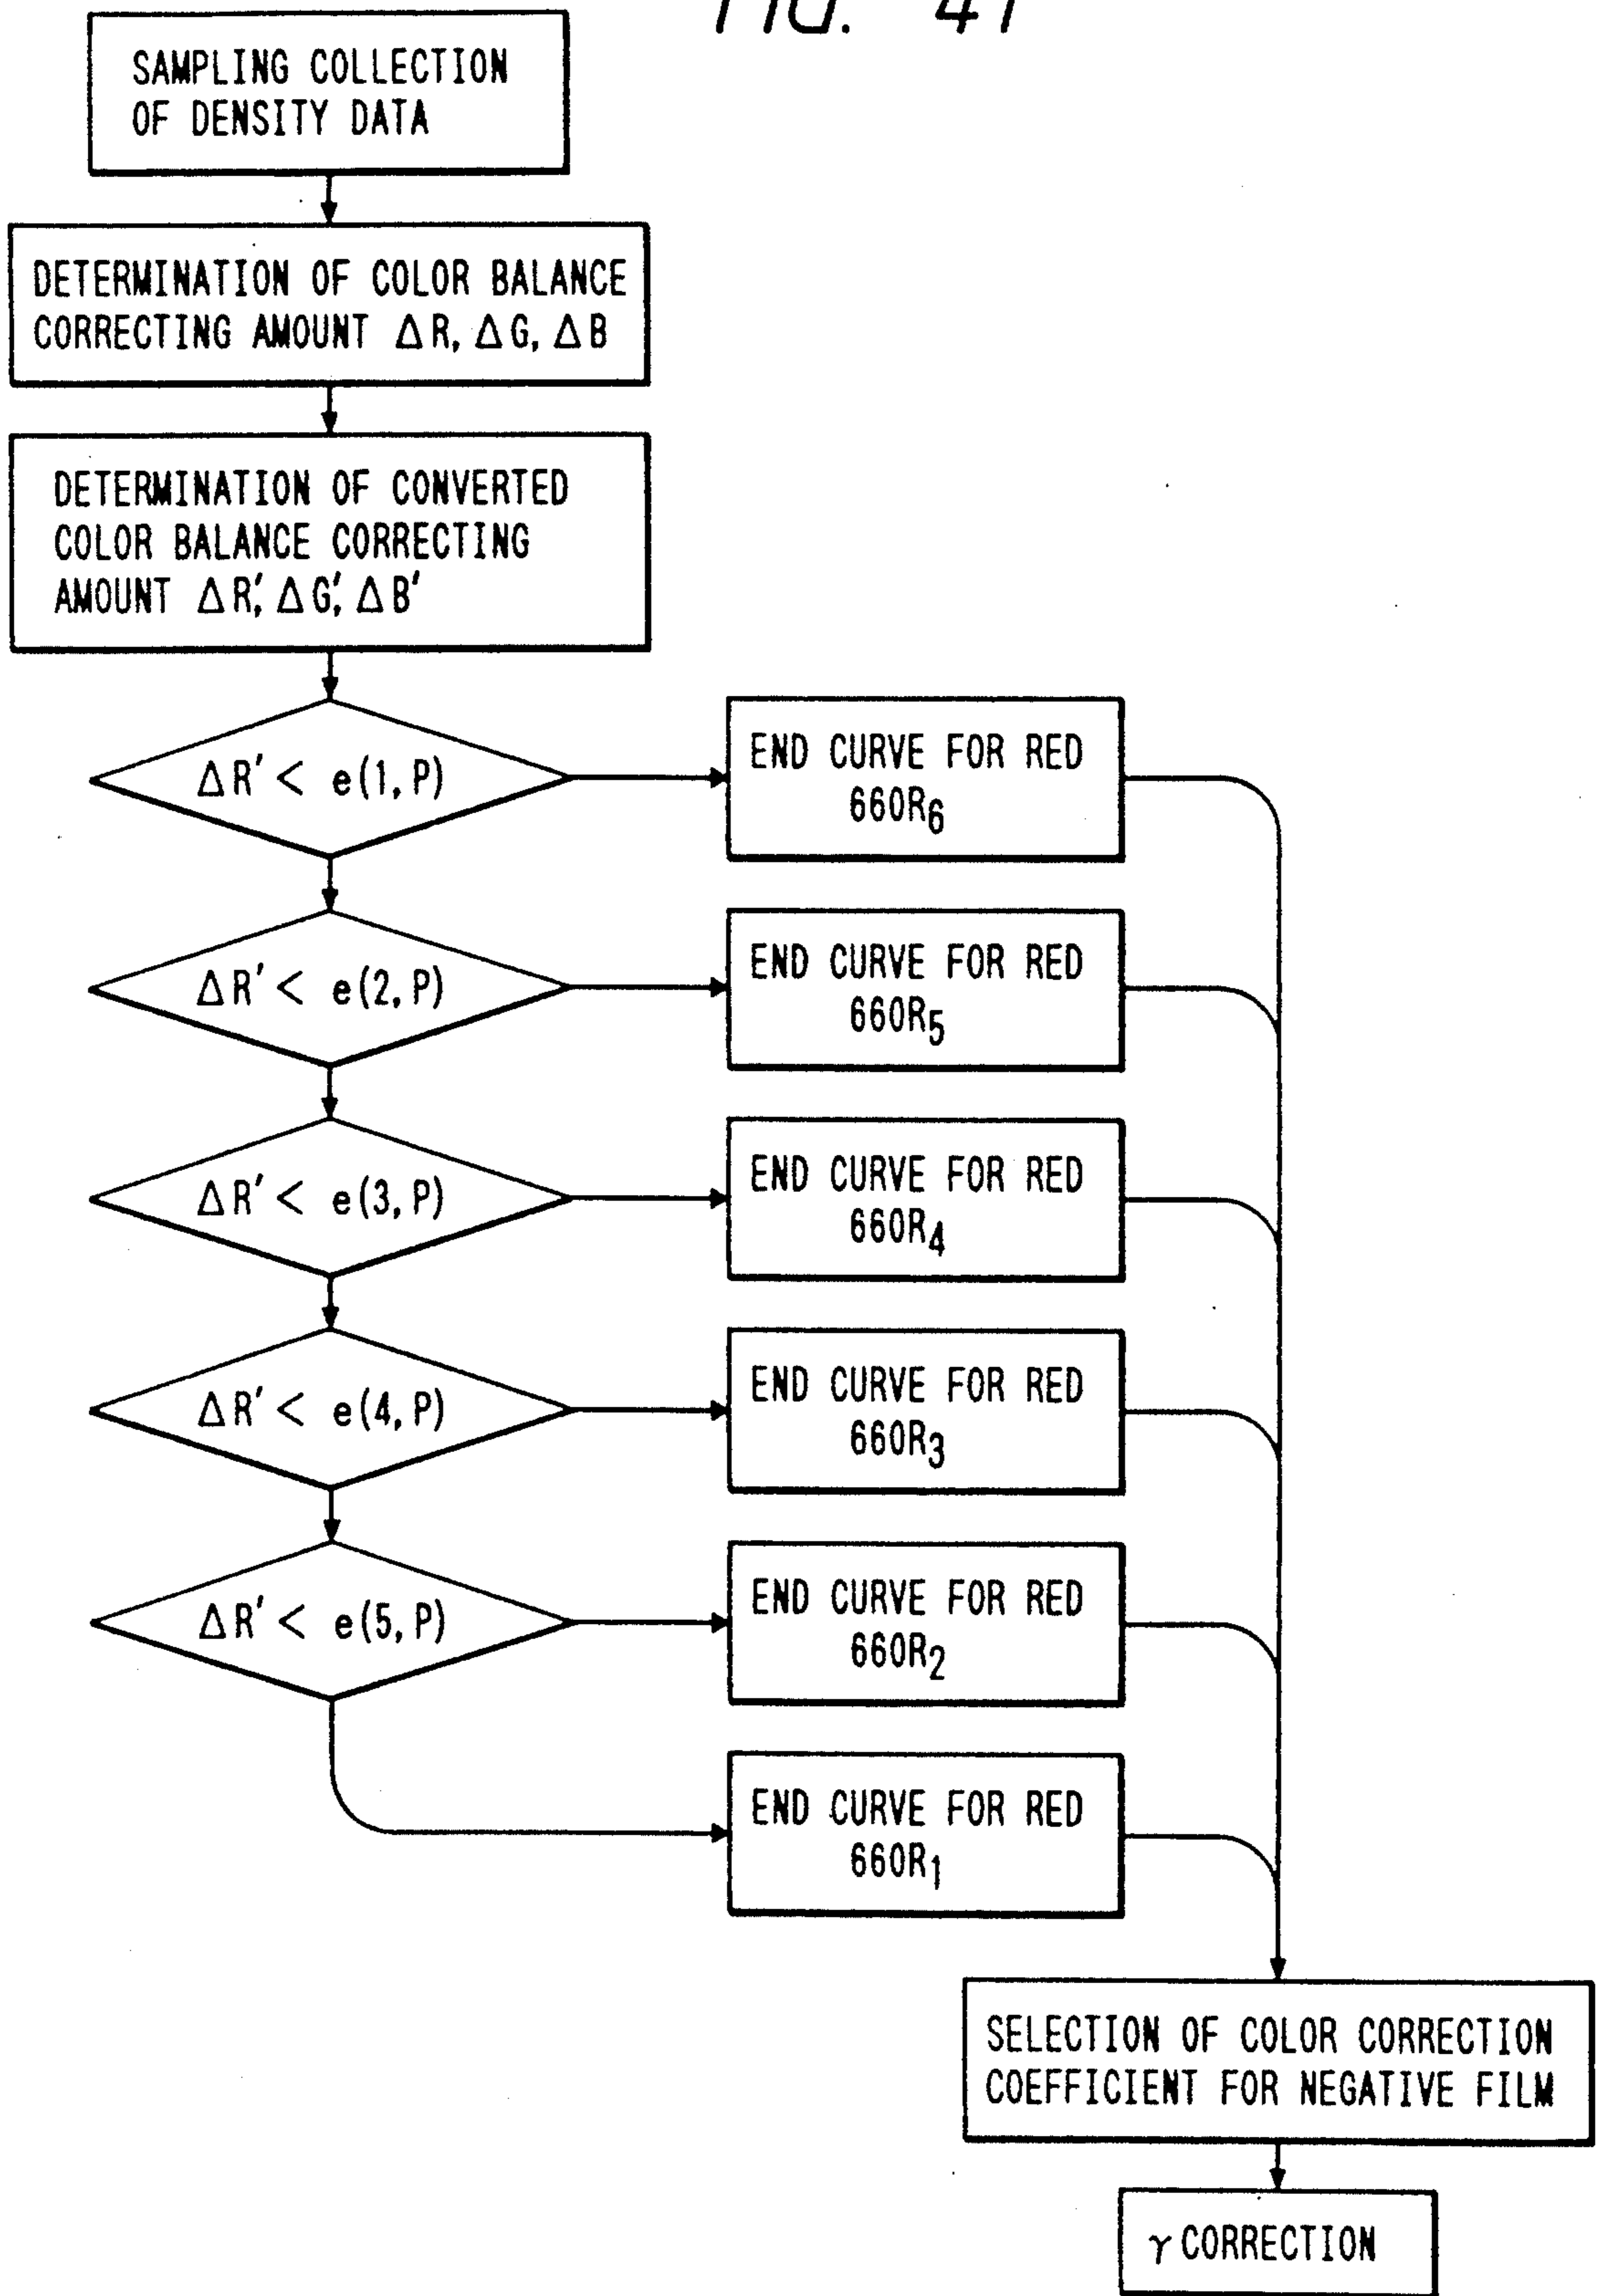 FIG. 41
SAMPLING COLLECTION
OF DENSITY DATA
DETERMINATION OF COLOR BALANCE
CORRECTING AMOUNT ΔR, ΔG, ΔB
DETERMINATION OF CONVERTED
COLOR BALANCE CORRECTING
AMOUNT ΔR', ΔG', ΔB'
ΔR' < e(1, P)
END CURVE FOR RED
660R6
ΔR' < e(2, P)
END CURVE FOR RED
660R5
ΔR' < e(3, P)
END CURVE FOR RED
660R4
ΔR' < e(4, P)
END CURVE FOR RED
660R3
ΔR' < e(5, P)
END CURVE FOR RED
660R2
END CURVE FOR RED
660R1
SELECTION OF COLOR CORRECTION
COEFFICIENT FOR NEGATIVE FILM
γ CORRECTION